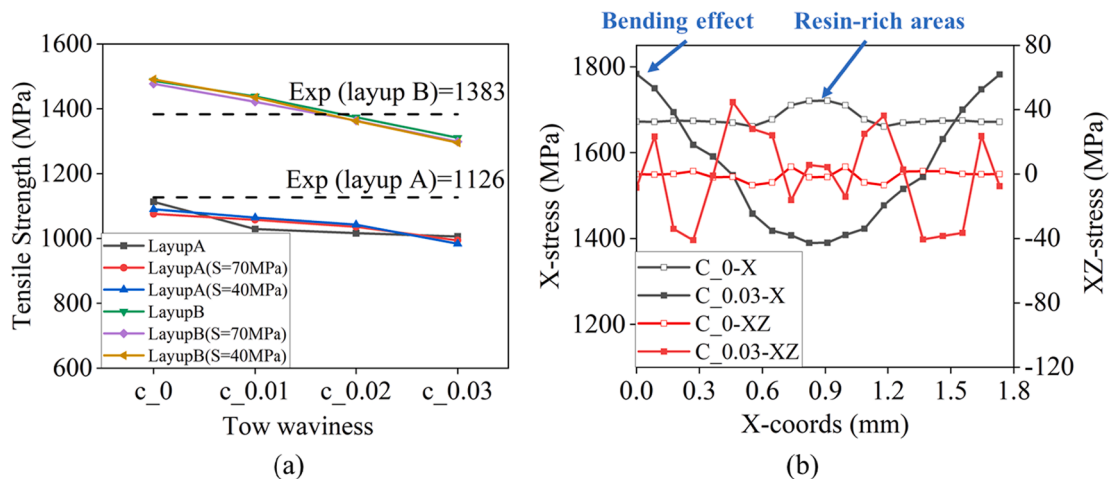 1600
1400
1200
1000
800
600
Tensile Strength (MPa)
Exp (layup B)=1383
Exp (layup A)=1126
LayupA
LayupA(S=70MPa)
LayupA(S=40MPa)
LayupB
LayupB(S=70MPa)
LayupB(S=40MPa)
c_0
c_0.01
c_0.02
c_0.03
Tow waviness
(a)
Bending effect
Resin-rich areas
1800
1600
1400
1200
X-stress (MPa)
80
40
0
-40
-80
-120
XZ-stress (MPa)
C_0-X
C_0.03-X
C_0-XZ
C_0.03-XZ
0.0
0.3
0.6
0.9
1.2
1.5
1.8
X-coords (mm)
(b)